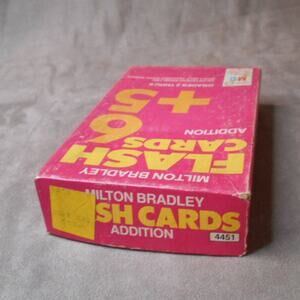 MILTON BRADLEY
FLASH
CARDS
ADDITION
6
+5
MILTON BRADLEY
SH CARDS
ADDITION
4451